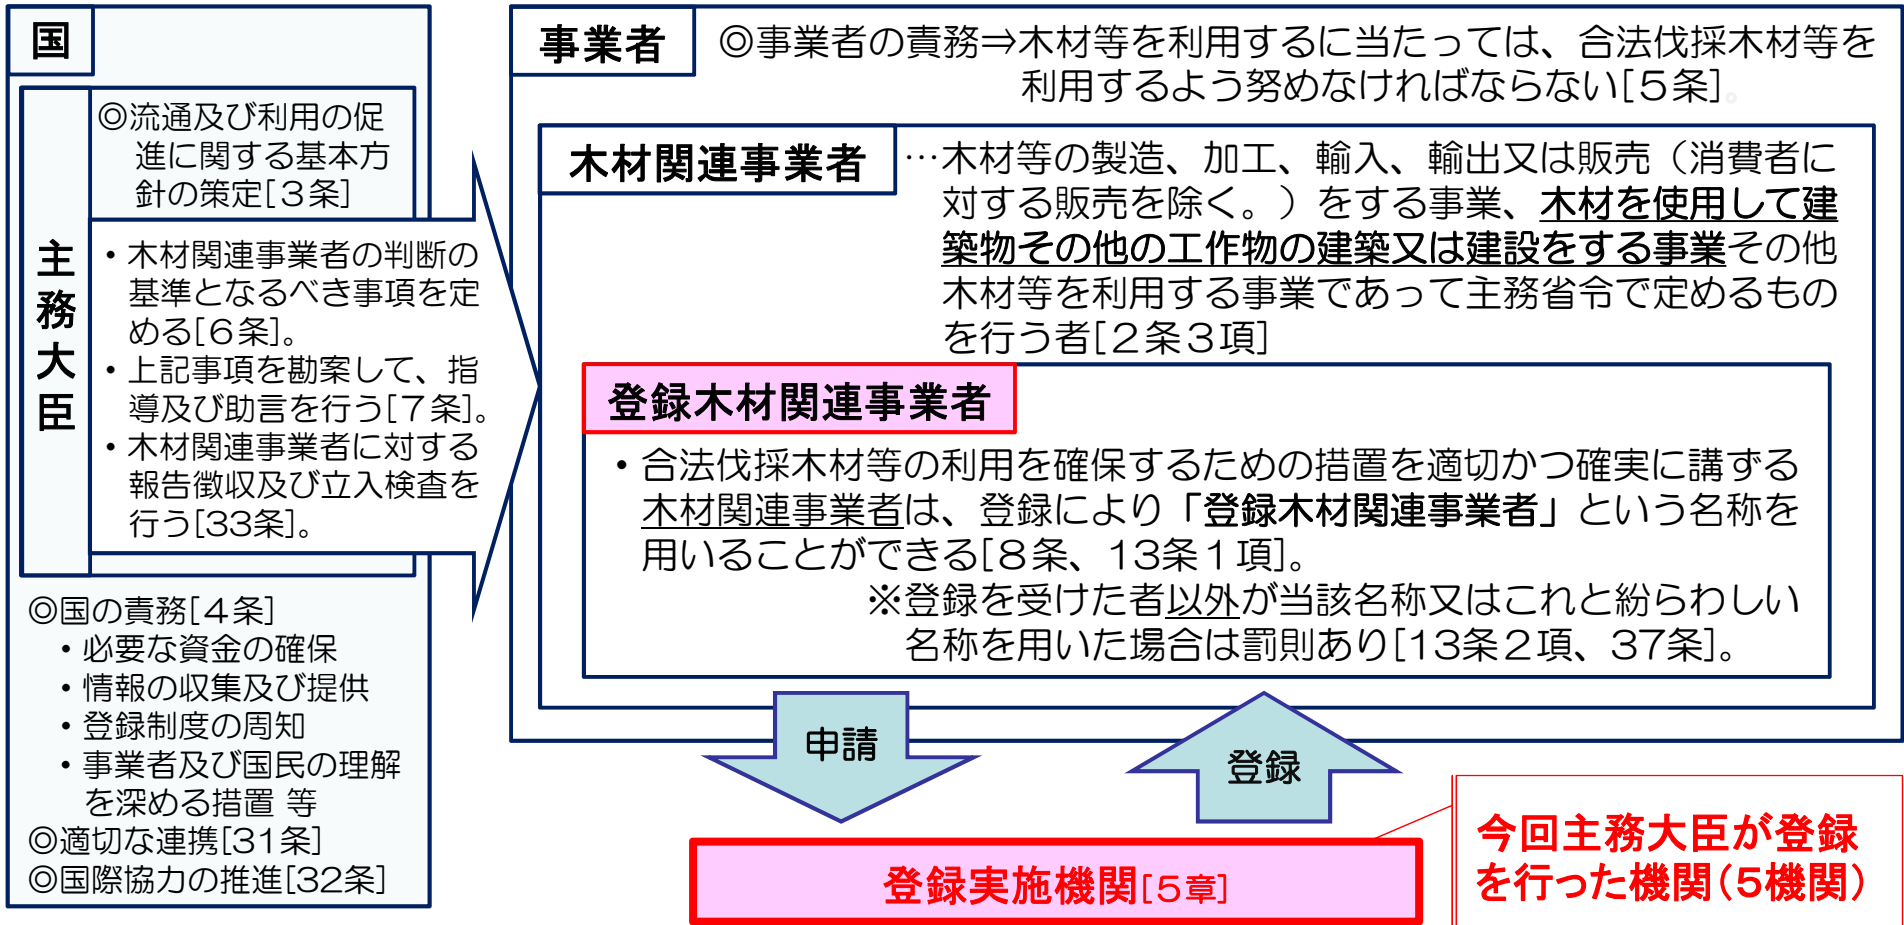 国
◎流通及び利用の促
進に関する基本方
針の策定[３条]
主務大臣
・木材関連事業者の判断の
基準となるべき事項を定
める[６条]。
・上記事項を勘案して、指
導及び助言を行う[７条]。
・木材関連事業者に対する
報告徴収及び立入検査を
行う[33条]。
◎国の責務[４条]
・必要な資金の確保
・情報の収集及び提供
・登録制度の周知
・事業者及び国民の理解
を深める措置 等
◎適切な連携[31条]
◎国際協力の推進[32条]
事業者
◎事業者の責務⇒木材等を利用するに当たっては、合法伐採木材等を
利用するよう努めなければならない[５条]。
木材関連事業者
…木材等の製造、加工、輸入、輸出又は販売（消費者に
対する販売を除く。）をする事業、木材を使用して建
築物その他の工作物の建築又は建設をする事業その他
木材等を利用する事業であって主務省令で定めるもの
を行う者[２条３項]
登録木材関連事業者
・合法伐採木材等の利用を確保するための措置を適切かつ確実に講ずる
木材関連事業者は、登録により「登録木材関連事業者」という名称を
用いることができる[８条、13条１項]。
※登録を受けた者以外が当該名称又はこれと紛らわしい
名称を用いた場合は罰則あり[13条２項、37条]。
申請
登録
登録実施機関[５章]
今回主務大臣が登録
を行った機関（５機関）